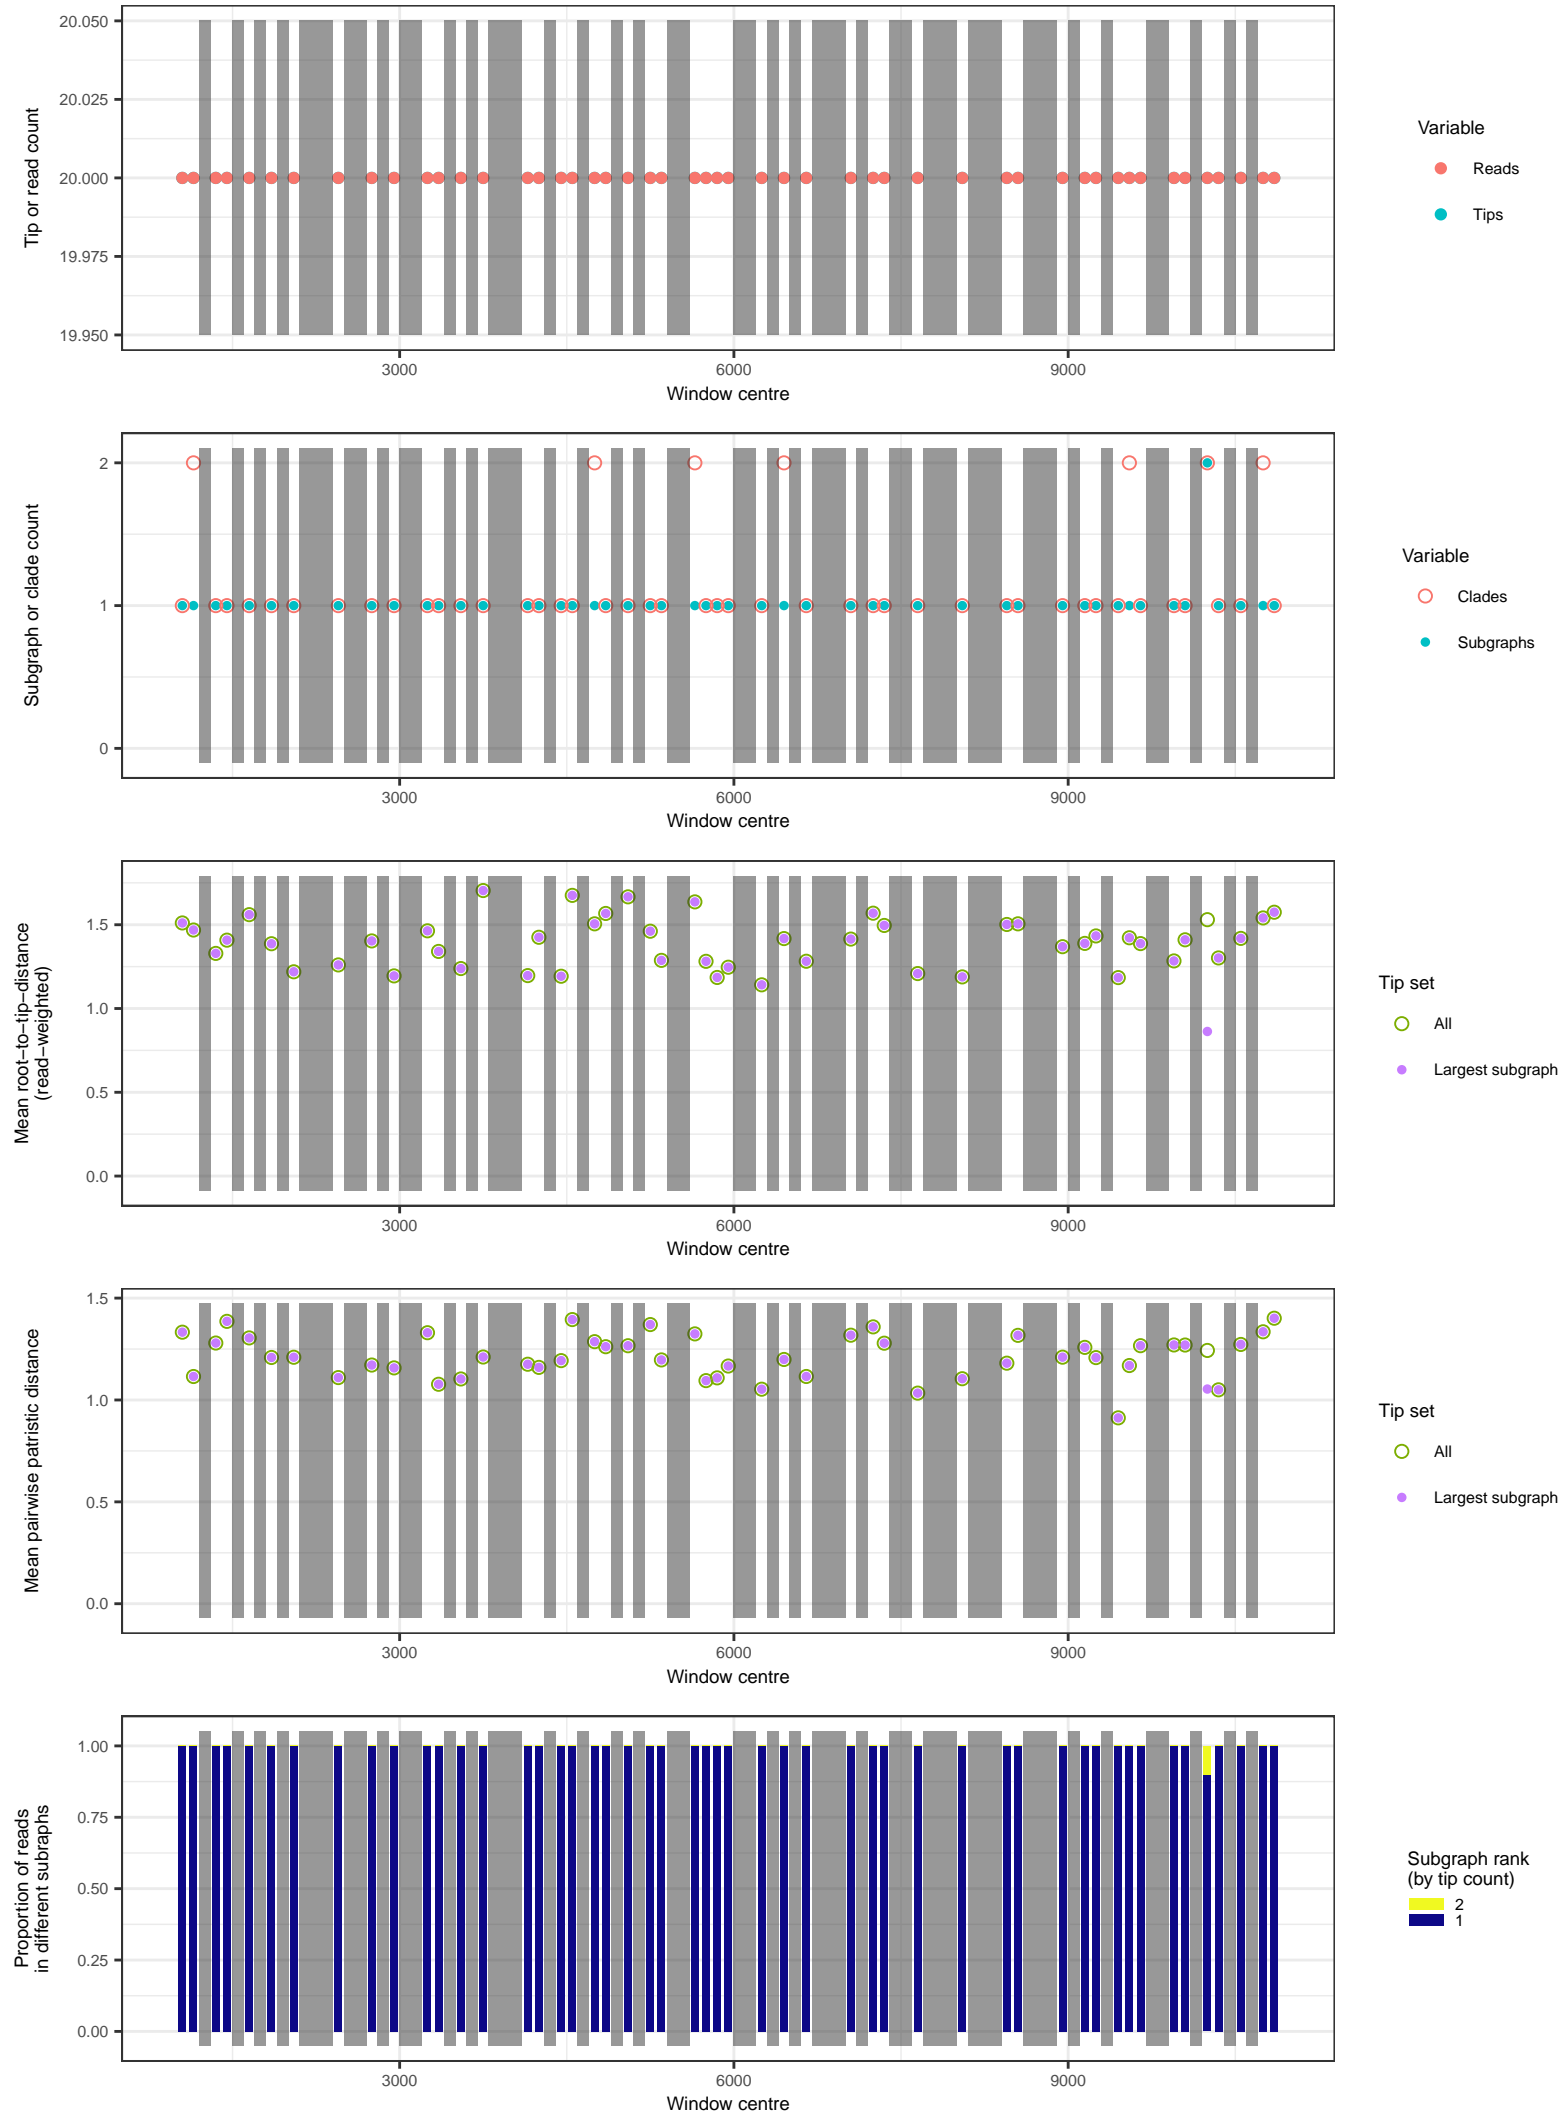 20.050
20.025
20.000
19.975
19.950
Tip or read count
3000
6000
9000
Window centre
Variable
Reads
Tips
2
1
0
Subgraph or clade count
3000
6000
9000
Window centre
Variable
Clades
Subgraphs
1.5
1.0
0.5
0.0
Mean root−to−tip−distance
(read−weighted)
3000
6000
9000
Window centre
Tip set
All
Largest subgraph
1.5
1.0
0.5
0.0
Mean pairwise patristic distance
3000
6000
9000
Window centre
Tip set
All
Largest subgraph
1.00
0.75
0.50
0.25
0.00
Proportion of reads
in different subraphs
3000
6000
9000
Window centre
Subgraph rank
(by tip count)
2
1